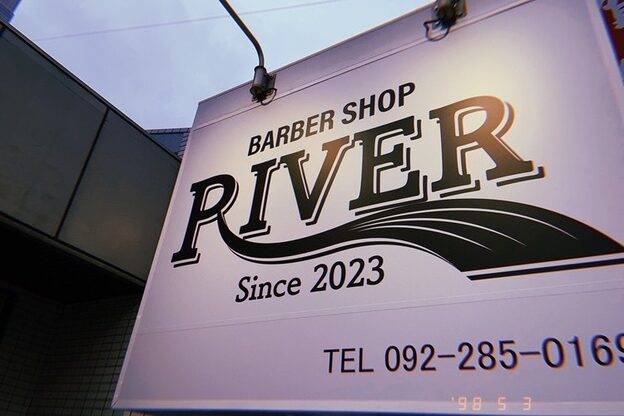 BARBER SHOP
RIVER
Since 2023
TEL 092-285-0169
'98 5 3